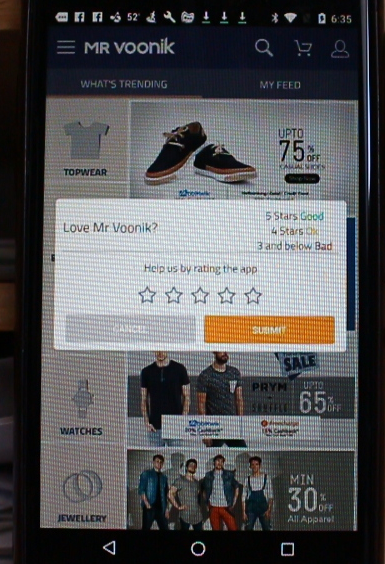 52°
6:35
MR VOONIK
WHAT'S TRENDING
MY FEED
UPTO
75% OFF
CASUAL SHOES
TOPWEAR
Love Mr Voonik?
5 Stars Good
4 Stars Ok
3 and below Bad
Help us by rating the app
CANCEL
SUBMIT
SALE
PRYM
UPTO
65% OFF
WATCHES
MIN
30% OFF
All Apparel
JEWELLERY